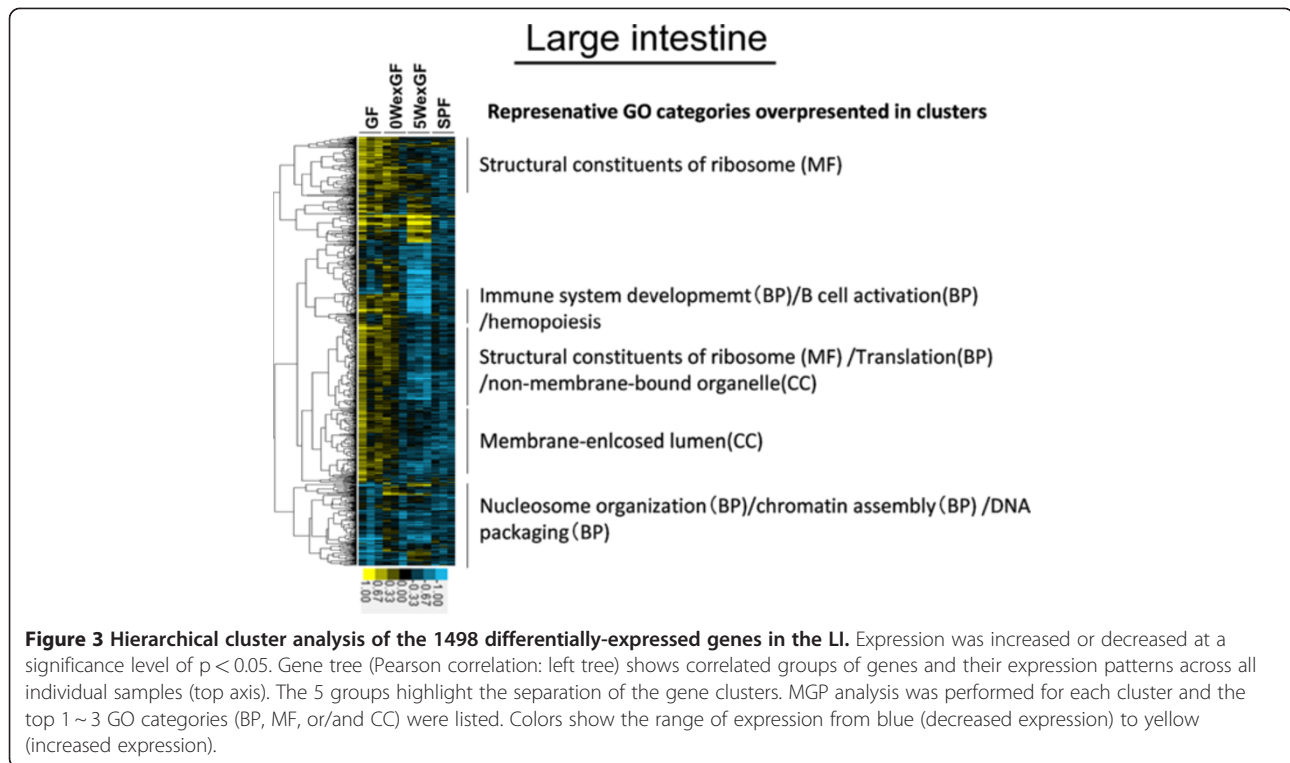 Large intestine
GF
0WexGF
5WexGF
SPF
Represenative GO categories overpresented in clusters
Structural constituents of ribosome (MF)
Immune system developmemt (BP)/B cell activation(BP)
/hemopoiesis
Structural constituents of ribosome (MF) /Translation(BP)
/non-membrane-bound organelle(CC)
Membrane-enlcosed lumen(CC)
Nucleosome organization (BP)/chromatin assembly (BP) /DNA
packaging (BP)
1.00
0.67
0.33
0.00
-0.33
-0.67
-1.00
Figure 3 Hierarchical cluster analysis of the 1498 differentially-expressed genes in the LI. Expression was increased or decreased at a
significance level of p < 0.05. Gene tree (Pearson correlation: left tree) shows correlated groups of genes and their expression patterns across all
individual samples (top axis). The 5 groups highlight the separation of the gene clusters. MGP analysis was performed for each cluster and the
top 1 ~ 3 GO categories (BP, MF, or/and CC) were listed. Colors show the range of expression from blue (decreased expression) to yellow
(increased expression).